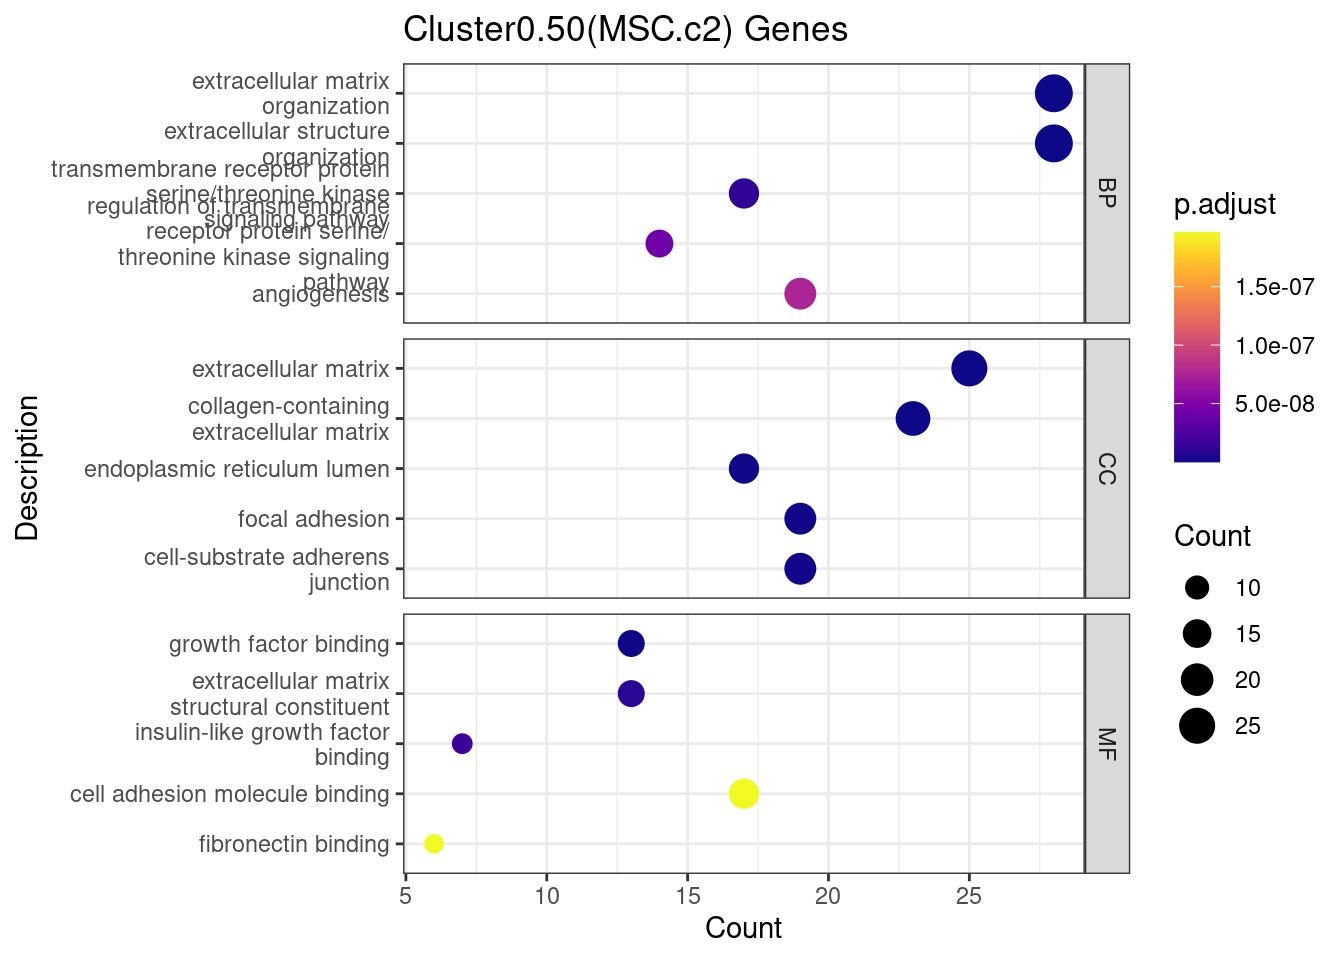 Cluster0.50(MSC.c2) Genes
extracellular matrix
organization
extracellular structure
organization
transmembrane receptor protein
serine/threonine kinase
signaling pathway
regulation of transmembrane
receptor protein serine/
threonine kinase signaling
pathway
angiogenesis
BP
extracellular matrix
collagen-containing
extracellular matrix
endoplasmic reticulum lumen
focal adhesion
cell-substrate adherens
junction
CC
growth factor binding
extracellular matrix
structural constituent
insulin-like growth factor
binding
cell adhesion molecule binding
fibronectin binding
MF
Description
5 10 15 20 25
Count
p.adjust
1.5e-07
1.0e-07
5.0e-08
Count
10
15
20
25